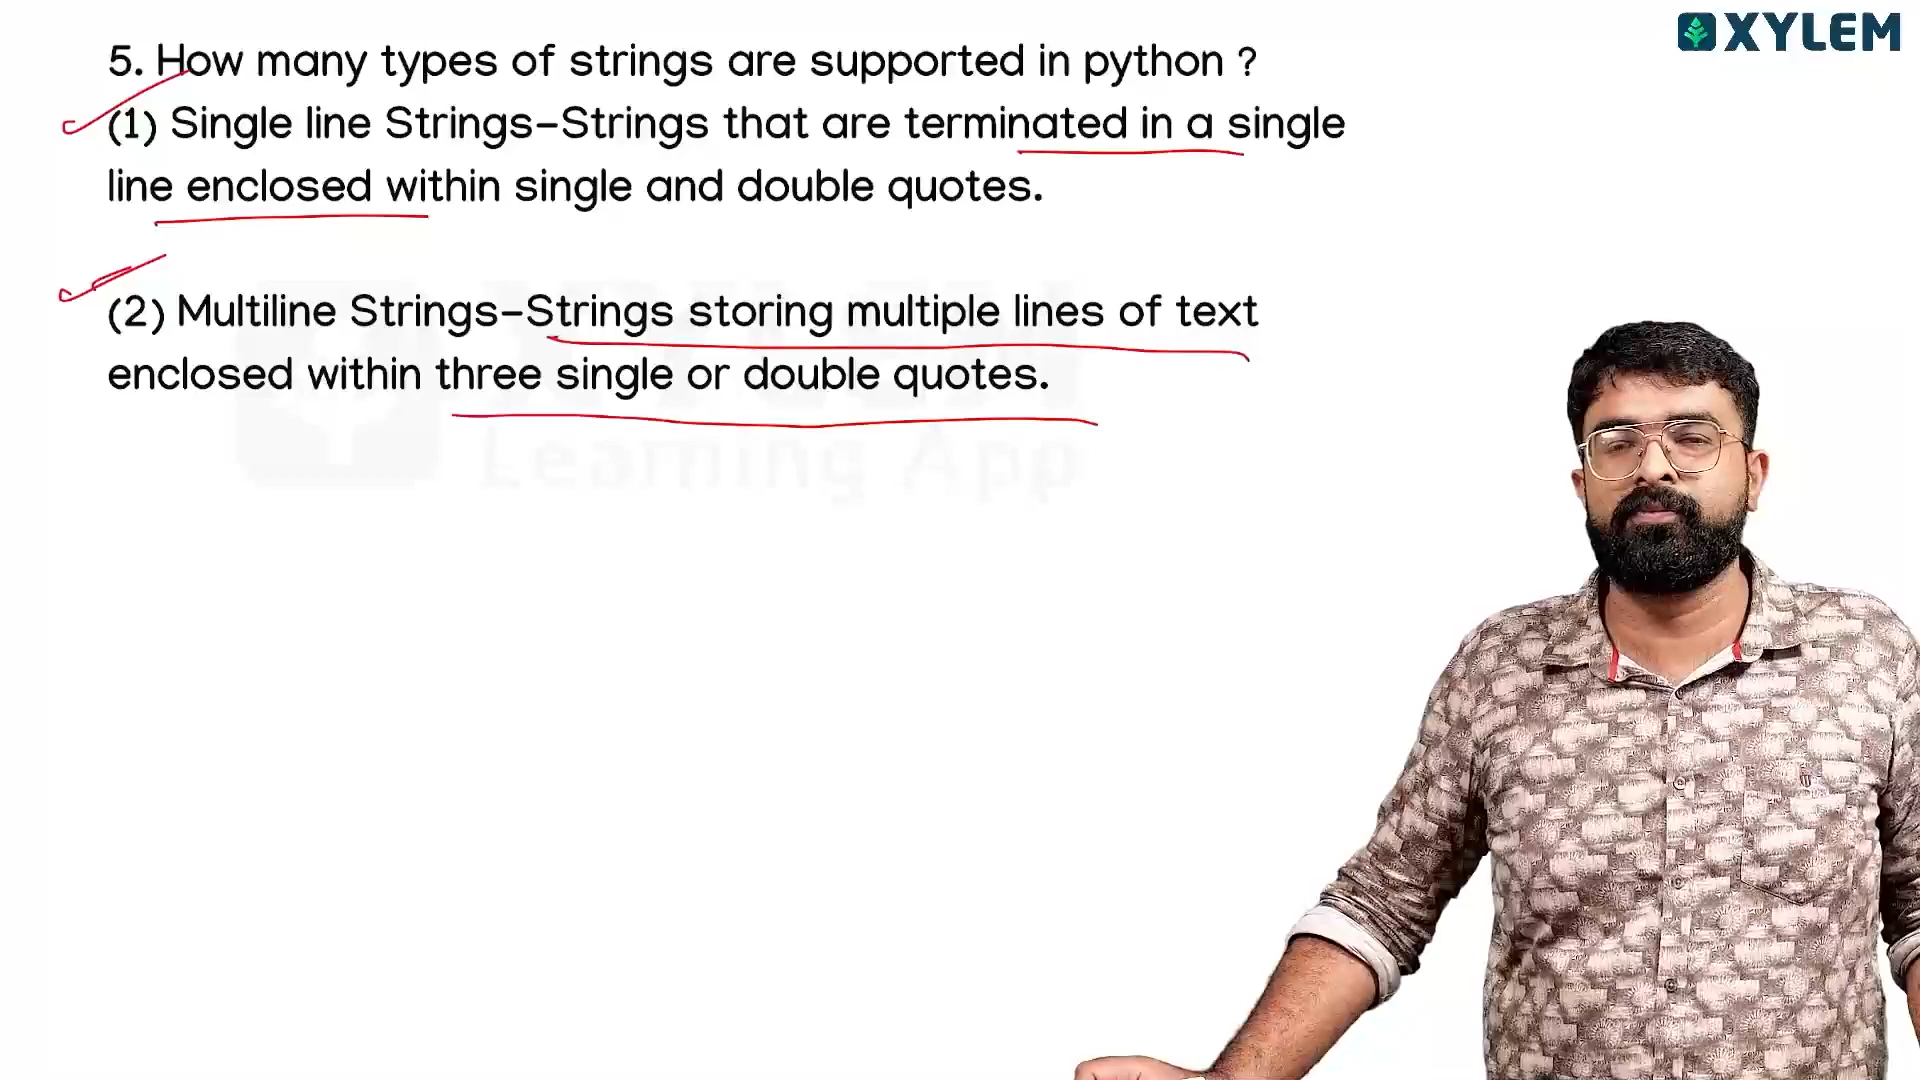 XYLEM
5. How many types of strings are supported in python ?
(1) Single line Strings-Strings that are terminated in a single
line enclosed within single and double quotes.
(2) Multiline Strings-Strings storing multiple lines of text
enclosed within three single or double quotes.
Learning App